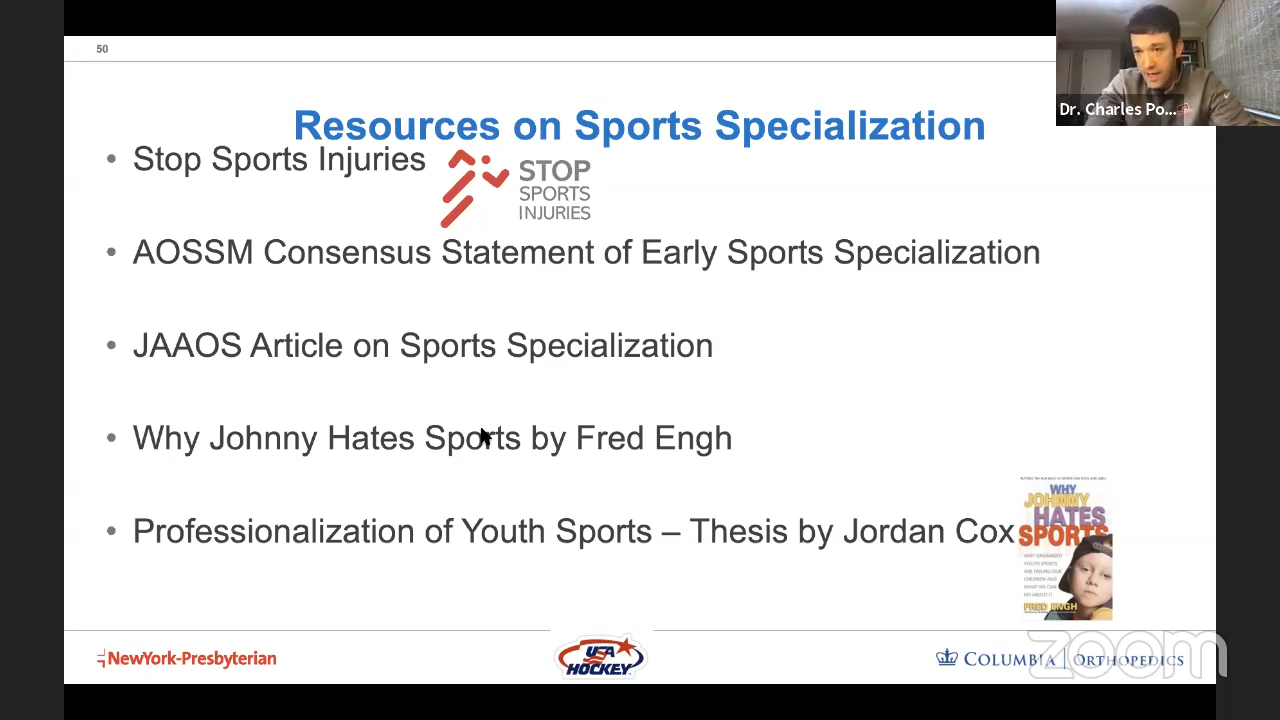 50
Dr. Charles Po...
Resources on Sports Specialization
• Stop Sports Injuries
STOP
SPORTS
INJURIES
• AOSSM Consensus Statement of Early Sports Specialization
• JAAOS Article on Sports Specialization
• Why Johnny Hates Sports by Fred Engh
• Professionalization of Youth Sports – Thesis by Jordan Cox
WHY
JOHNNY
HATES
SPORTS
WHY ORGANIZED
YOUTH SPORTS
ARE FAILING OUR
CHILDREN AND
WHAT WE CAN
DO ABOUT IT
FRED ENGH
NewYork-Presbyterian
USA
HOCKEY
COLUMBIA | ORTHOPEDICS
zoom